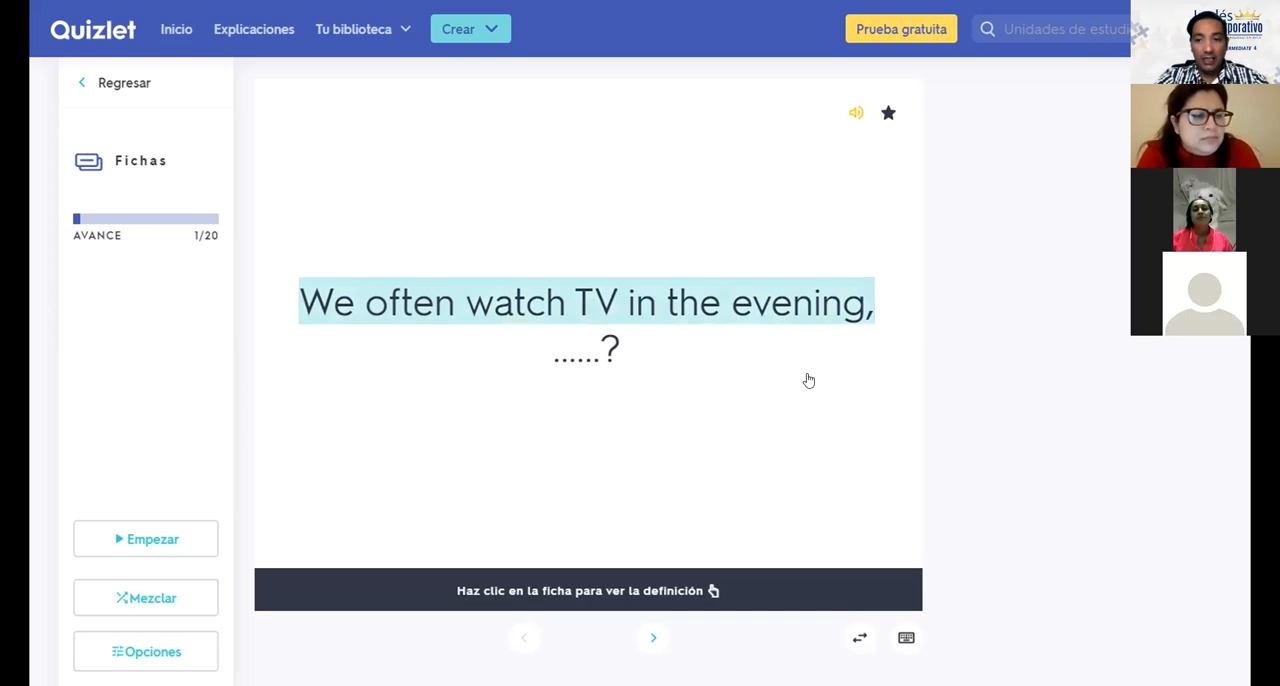 Quizlet
Inicio
Explicaciones
Tu biblioteca
Crear
Prueba gratuita
Unidades de estudi
Regresar
Fichas
AVANCE
1/20
We often watch TV in the evening,
......?
Empezar
Mezclar
Opciones
Haz clic en la ficha para ver la definición